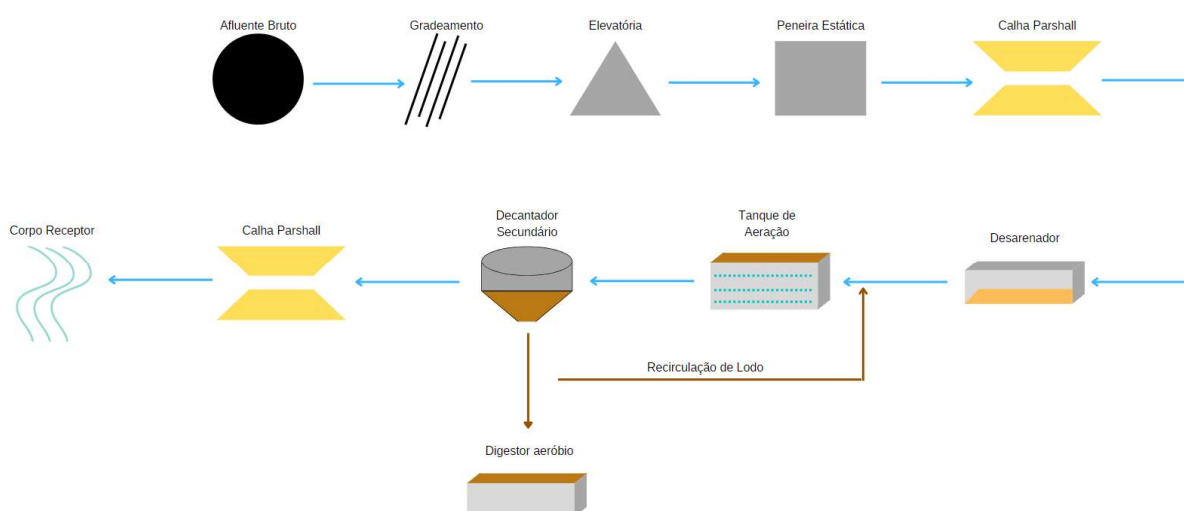 Afluente Bruto
Gradeamento
Elevatória
Peneira Estática
Calha Parshall
Corpo Receptor
Calha Parshall
Decantador
Secundário
Tanque de
Aeração
Desarenador
Recirculação de Lodo
Digestor aeróbio